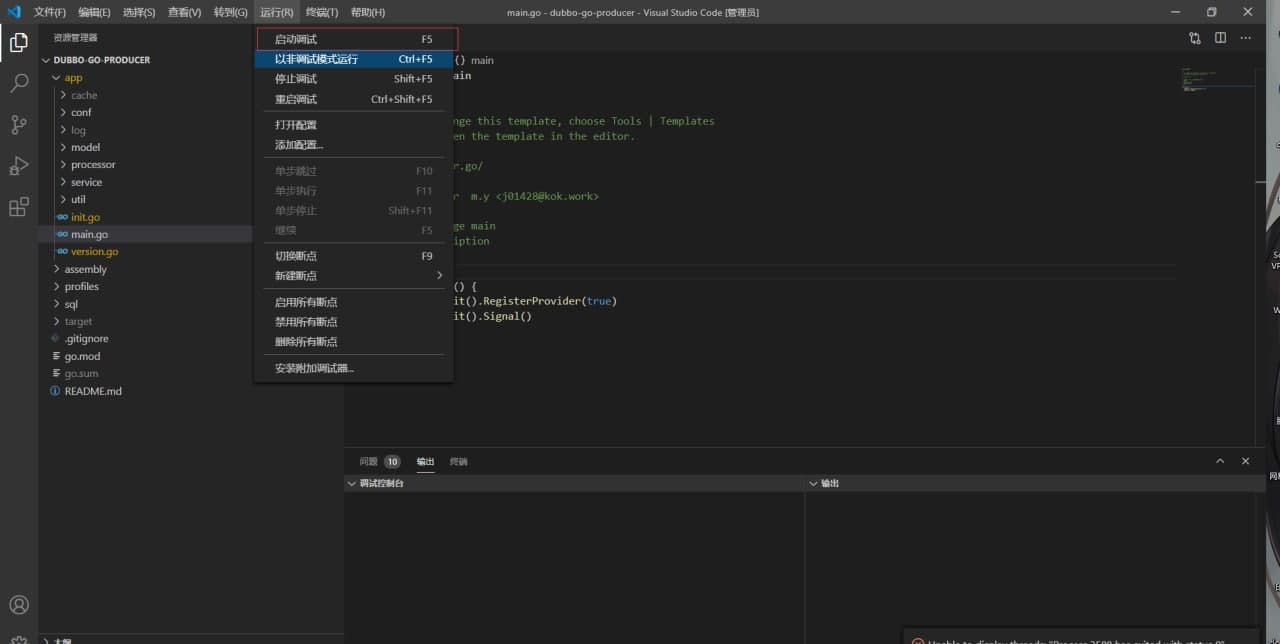 文件(F) 编辑(E) 选择(S) 查看(V) 转到(G) 运行(R) 终端(T) 帮助(H) main.go - dubbo-go-producer - Visual Studio Code [管理员]
资源管理器
DUBBO-GO-PRODUCER
app
cache
conf
log
model
processor
service
util
init.go
main.go
version.go
assembly
profiles
sql
target
.gitignore
go.mod
go.sum
README.md
启动调试 F5
以非调试模式运行 Ctrl+F5
停止调试 Shift+F5
重启调试 Ctrl+Shift+F5
打开配置
添加配置...
单步跳过 F10
单步执行 F11
单步停止 Shift+F11
继续 F5
切换断点 F9
新建断点
启用所有断点
禁用所有断点
删除所有断点
安装附加调试器...
{} main
ain
nge this template, choose Tools | Templates
en the template in the editor.
r.go/
r m.y <j01428@kok.work>
ge main
iption
() {
it().RegisterProvider(true)
it().Signal()
问题 10 输出 终端
调试控制台
输出
大纲
Unable to display threads: "Process 3580 has exited with status 0"